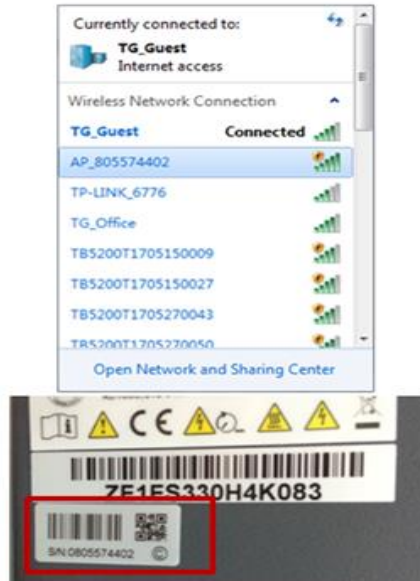 Currently connected to:
TG_Guest
Internet access
Wireless Network Connection
TG_Guest Connected
AP_805574402
TP-LINK_6776
TG_Office
TB5200T1705150009
TB5200T1705150027
TB5200T1705270043
TB5200T1705270050
Open Network and Sharing Center
CE
ZE1ES330H4K083
S/N:0805574402